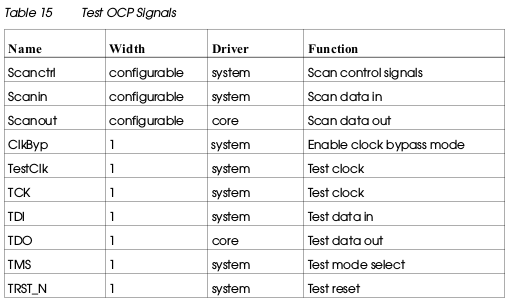 Table 15 Test OCP Signals
Name Width Driver Function
Scanctrl configurable system Scan control signals
Scanin configurable system Scan data in
Scanout configurable core Scan data out
ClkByp 1 system Enable clock bypass mode
TestClk 1 system Test clock
TCK 1 system Test clock
TDI 1 system Test data in
TDO 1 core Test data out
TMS 1 system Test mode select
TRST_N 1 system Test reset